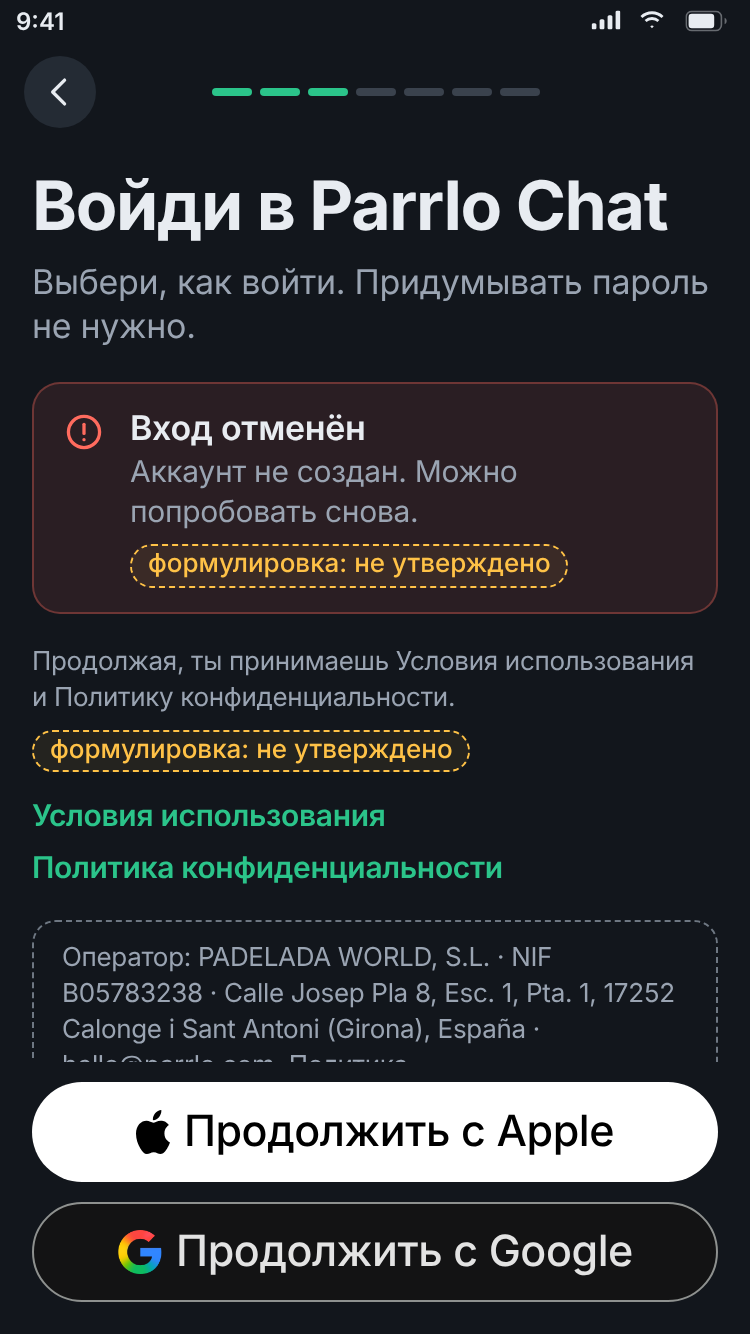 9:41
Войди в Parrlo Chat
Выбери, как войти. Придумывать пароль
не нужно.
Вход отменён
Аккаунт не создан. Можно
попробовать снова.
формулировка: не утверждено
Продолжая, ты принимаешь Условия использования
и Политику конфиденциальности.
формулировка: не утверждено
Условия использования
Политика конфиденциальности
Оператор: PADELADA WORLD, S.L. · NIF
B05783238 · Calle Josep Pla 8, Esc. 1, Pta. 1, 17252
Calonge i Sant Antoni (Girona), España ·
Продолжить с Apple
Продолжить с Google